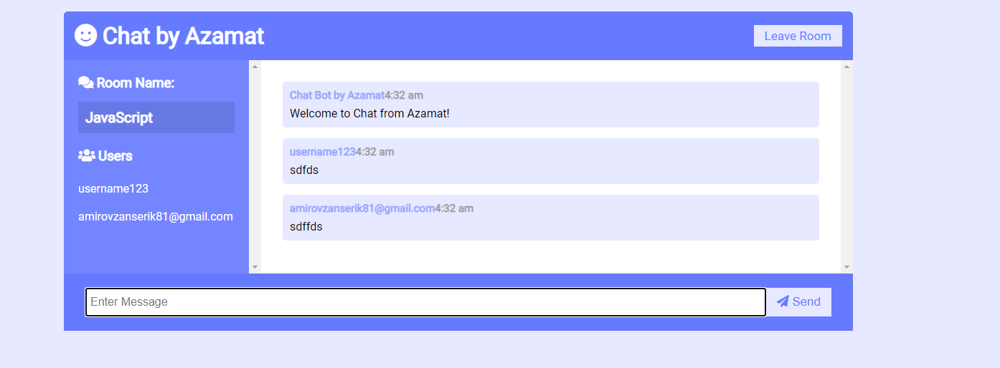 Chat by Azamat
Leave Room
Room Name:
JavaScript
Users
username123
amirovzanserik81@gmail.com
Chat Bot by Azamat4:32 am
Welcome to Chat from Azamat!
username1234:32 am
sdfds
amirovzanserik81@gmail.com4:32 am
sdffds
Enter Message
Send